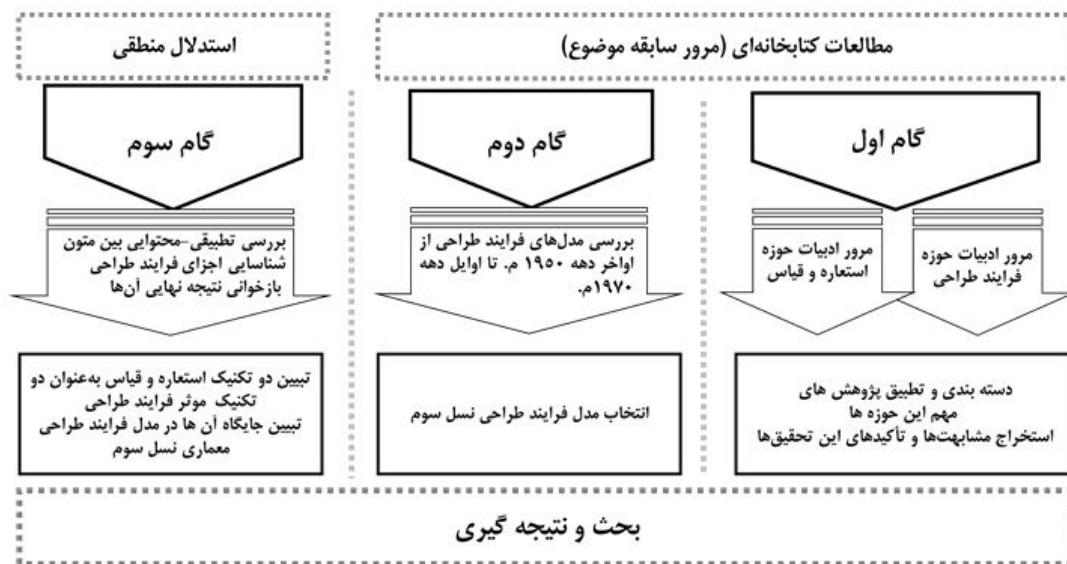 مطالعات کتابخانه‌ای (مرور سابقه موضوع)
استدلال منطقی
گام اول
گام دوم
گام سوم
مرور ادبیات حوزه
فرایند طراحی
مرور ادبیات حوزه
استعاره و قیاس
بررسی مدل‌های فرایند طراحی از
اواخر دهه ۱۹۵۰ م. تا اوایل دهه
۱۹۷۰م.
بررسی تطبیقی-محتوایی بین متون
شناسایی اجزای فرایند طراحی
بازخوانی نتیجه نهایی آن‌ها
دسته بندی و تطبیق پژوهش های
مهم این حوزه ها
استخراج مشابهت‌ها و تأکیدهای این تحقیق‌ها
انتخاب مدل فرایند طراحی نسل سوم
تبیین دو تکنیک استعاره و قیاس به‌عنوان دو
تکنیک موثر فرایند طراحی
تبیین جایگاه آن ها در مدل فرایند طراحی
معماری نسل سوم
بحث و نتیجه گیری